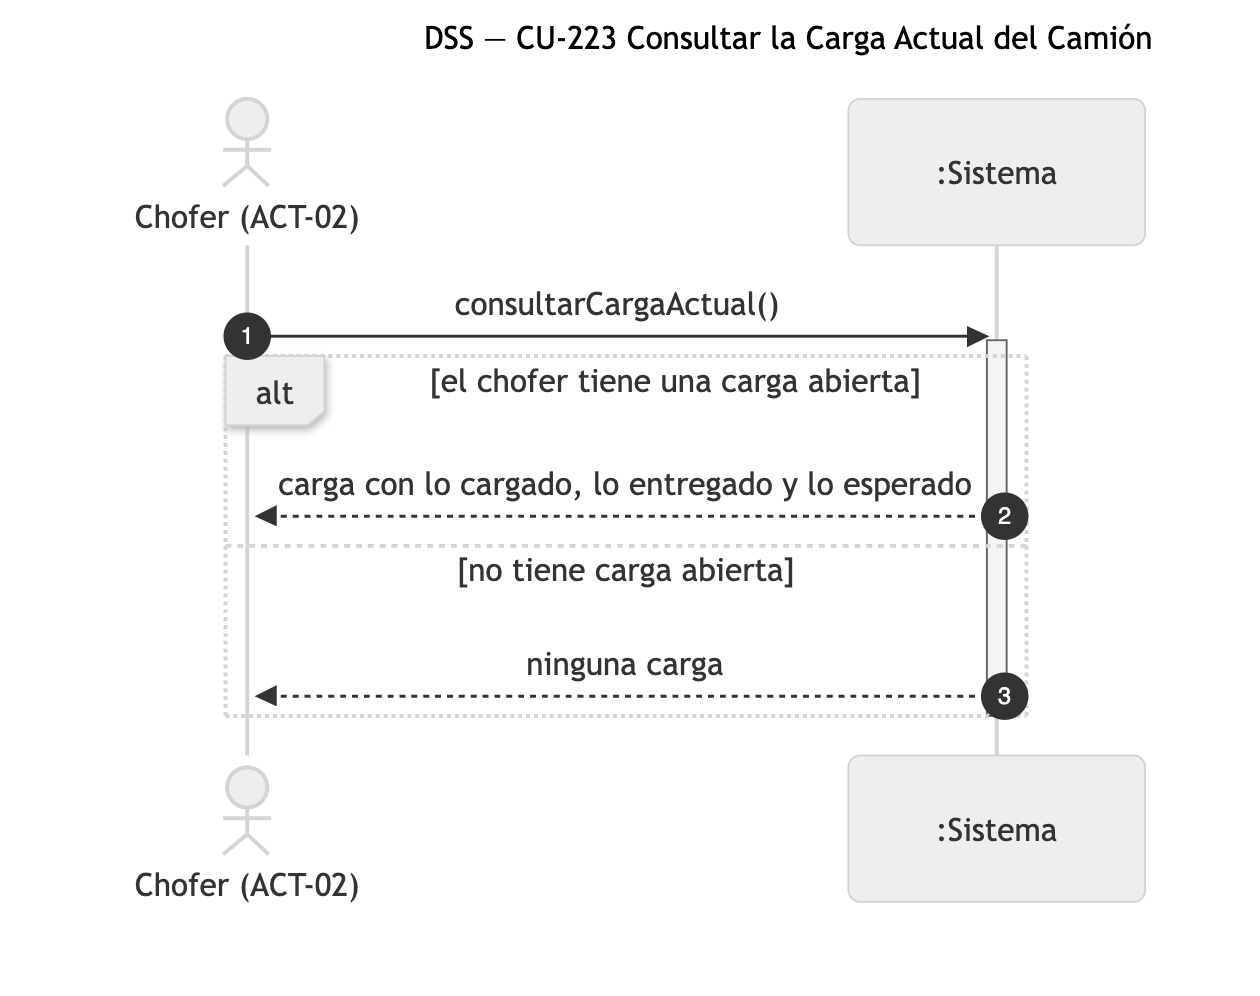 DSS — CU-223 Consultar la Carga Actual del Camión
Chofer (ACT-02)
:Sistema
consultarCargaActual()
1
alt
[el chofer tiene una carga abierta]
carga con lo cargado, lo entregado y lo esperado
2
[no tiene carga abierta]
ninguna carga
3
Chofer (ACT-02)
:Sistema